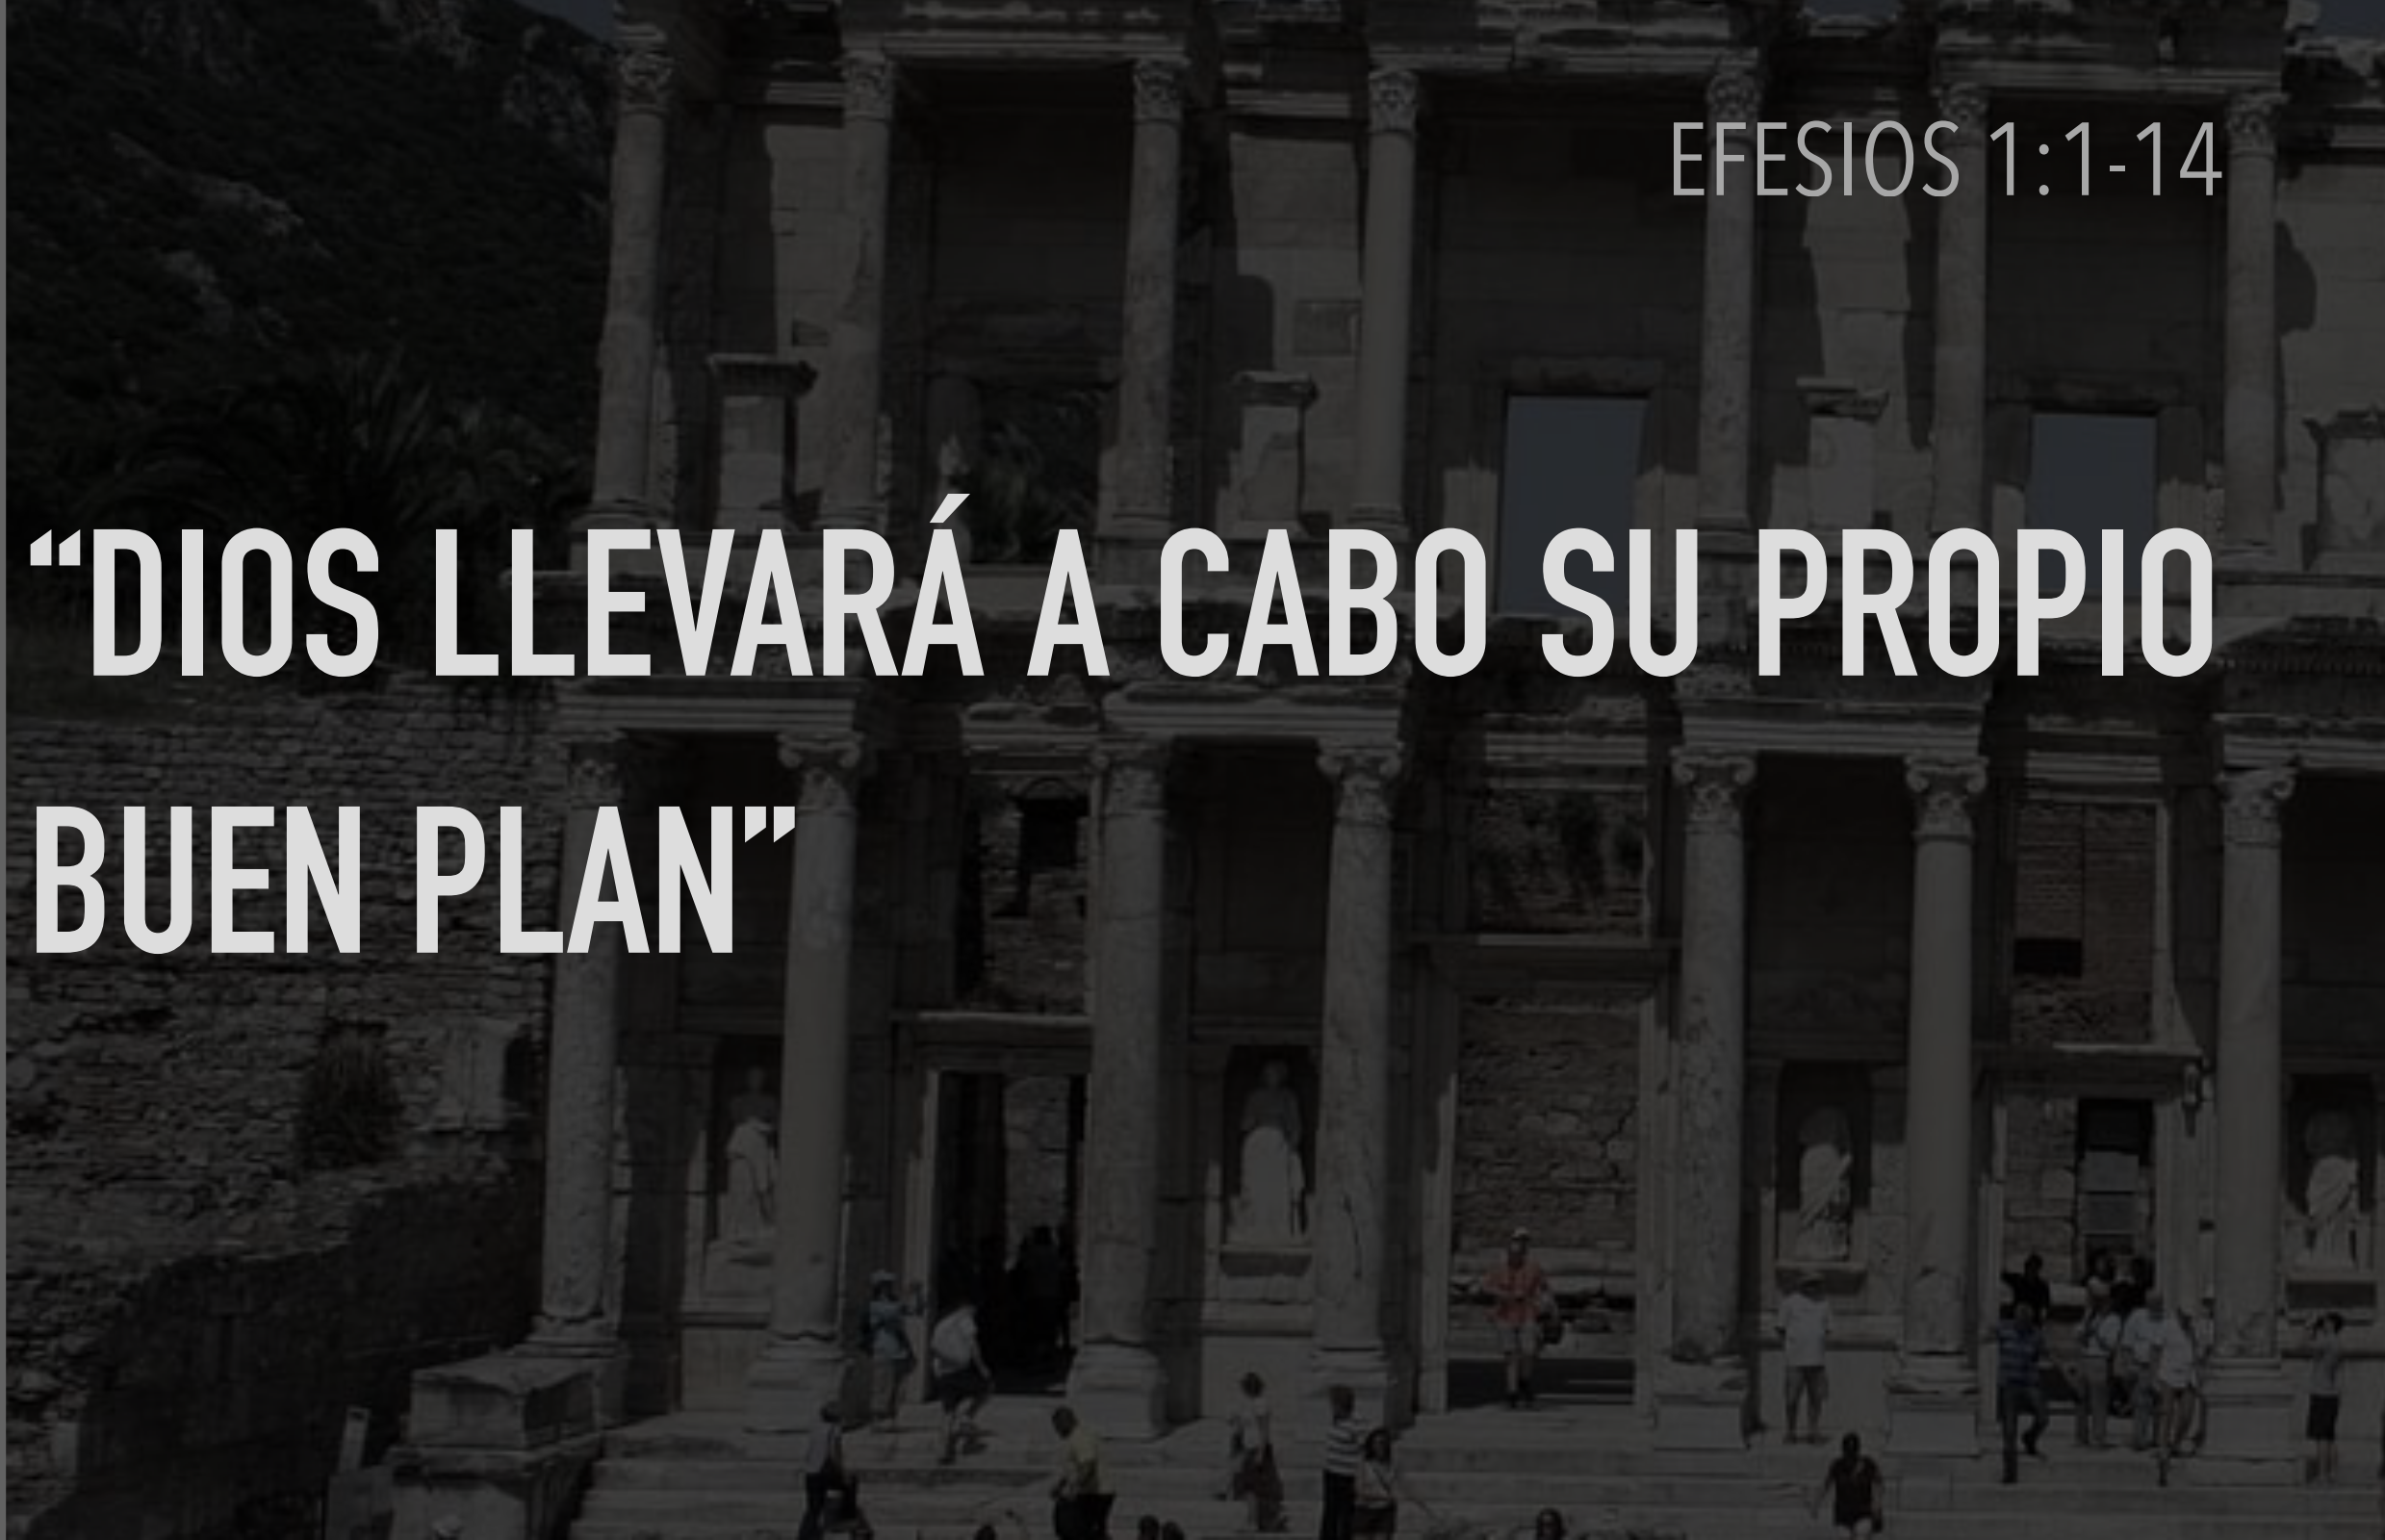 EFESIOS 1:1-14
“DIOS LLEVARÁ A CABO SU PROPIO
BUEN PLAN”